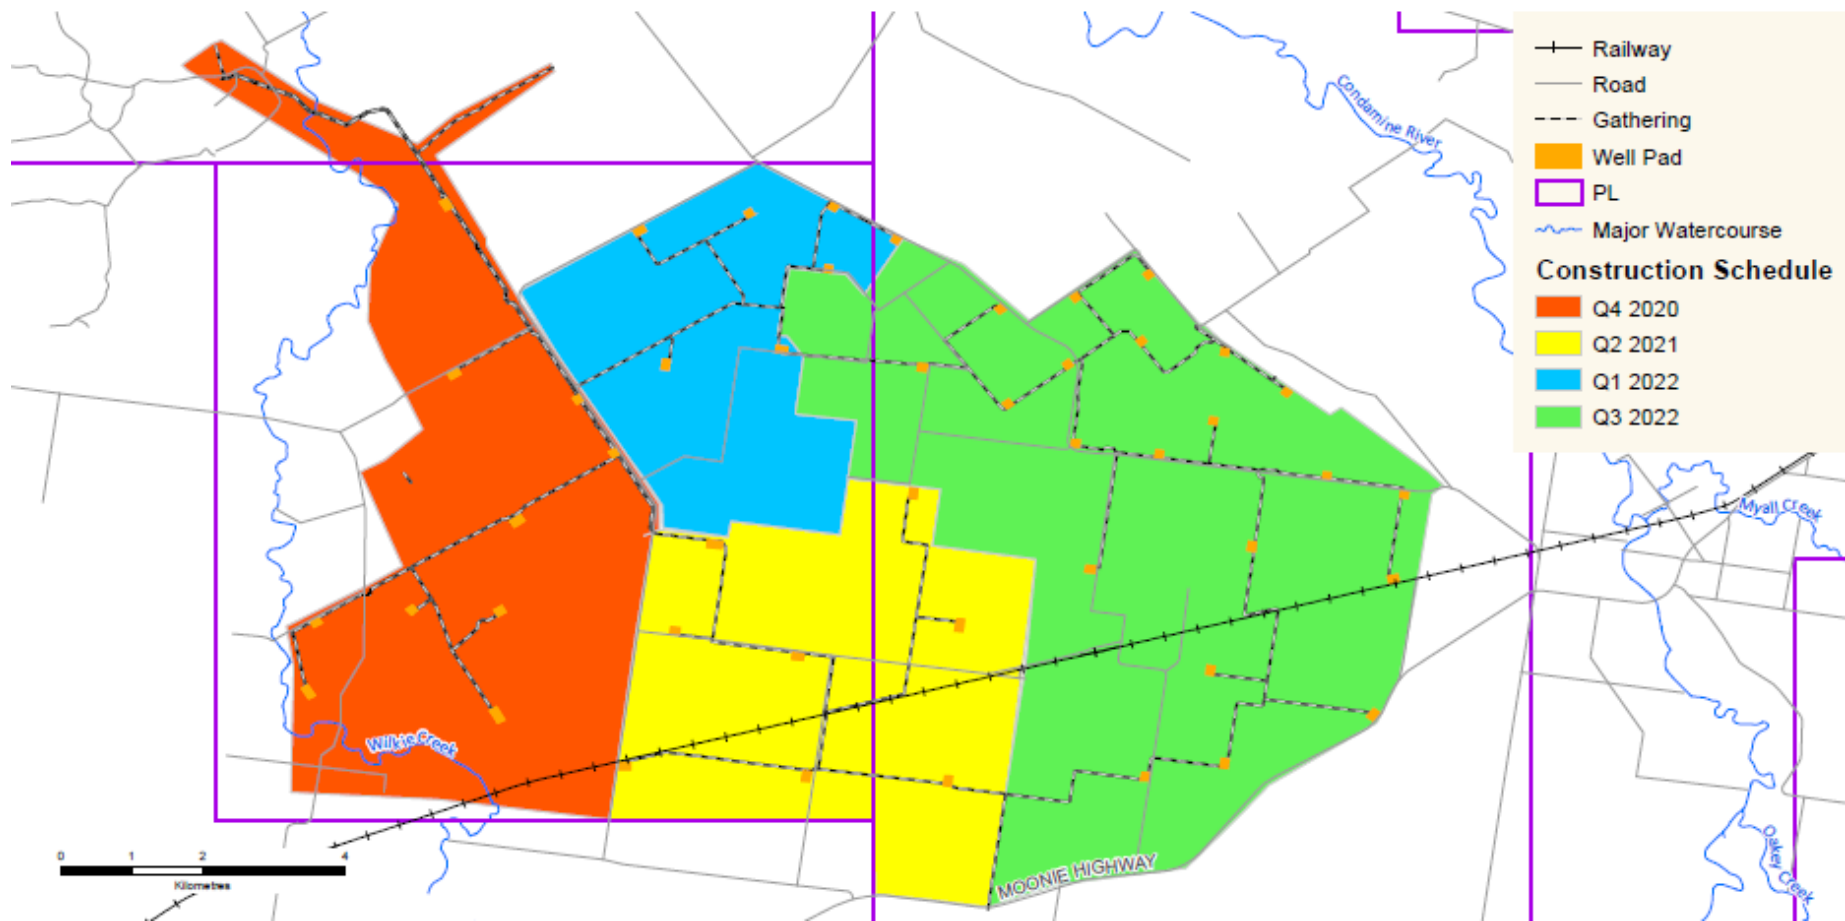 Railway
Road
Gathering
Well Pad
PL
Major Watercourse
Construction Schedule
Q4 2020
Q2 2021
Q1 2022
Q3 2022
Condamine River
Myall Creek
Wilkie Creek
Oakey Creek
MOONIE HIGHWAY
0 1 2 4
Kilometres